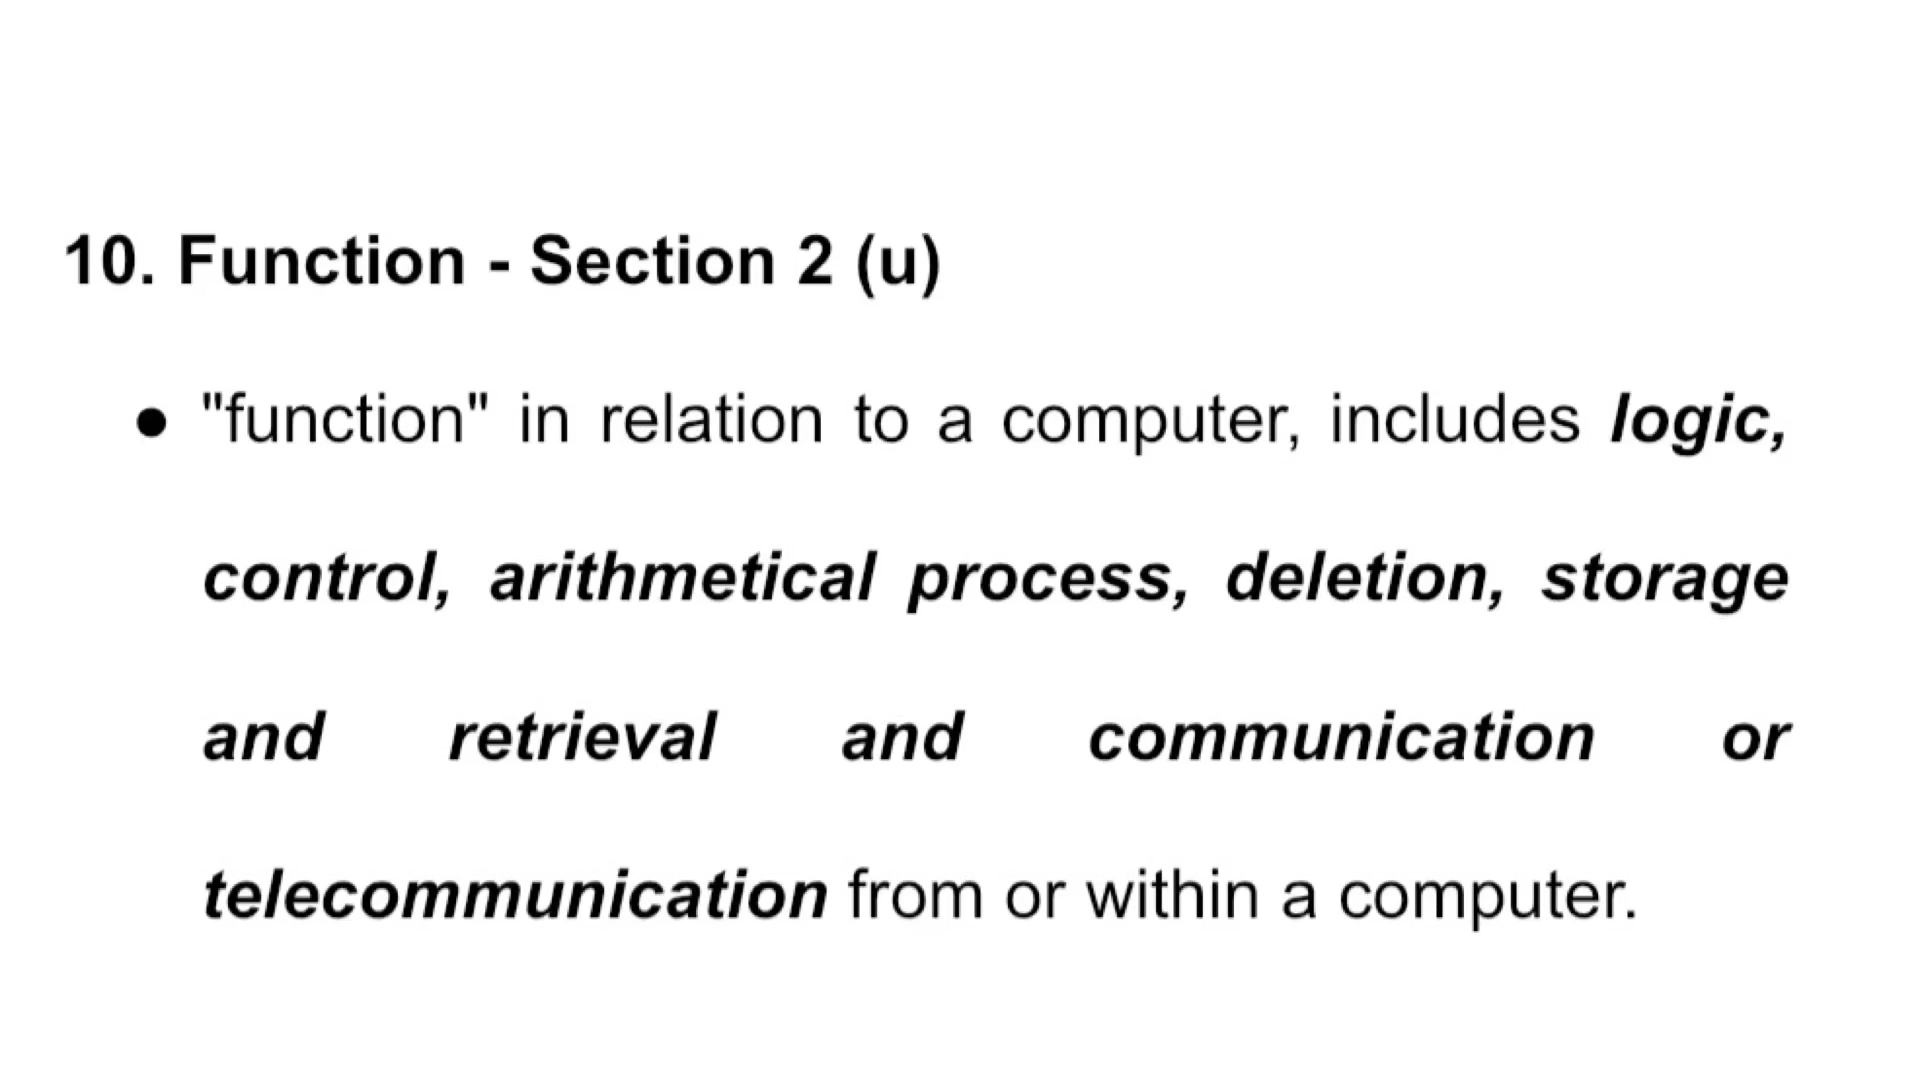 10. Function - Section 2 (u)
● "function" in relation to a computer, includes logic,
control, arithmetical process, deletion, storage
and retrieval and communication or
telecommunication from or within a computer.